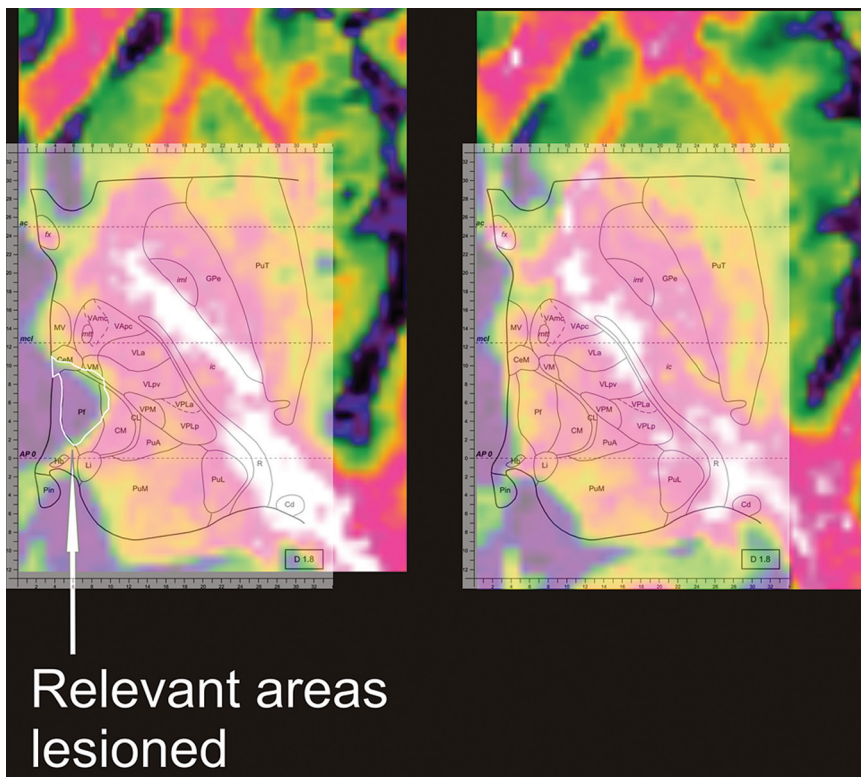 ac
fx
iml
GPe
PuT
VAmc
MV
mtt
VApc
mcl
VLa
CeM
VM
ic
VLpv
Pf
VPM
VPLa
CL
CM
VPLp
PuA
AP 0
Hb
Li
R
PuM
PuL
Pin
Cd
D 1.8
ac
fx
iml
GPe
PuT
VAmc
MV
mtt
VApc
mcl
VLa
CeM
VM
ic
VLpv
Pf
VPM
VPLa
CL
CM
VPLp
PuA
AP 0
Hb
Li
R
PuM
PuL
Pin
Cd
D 1.8
Relevant areas
lesioned